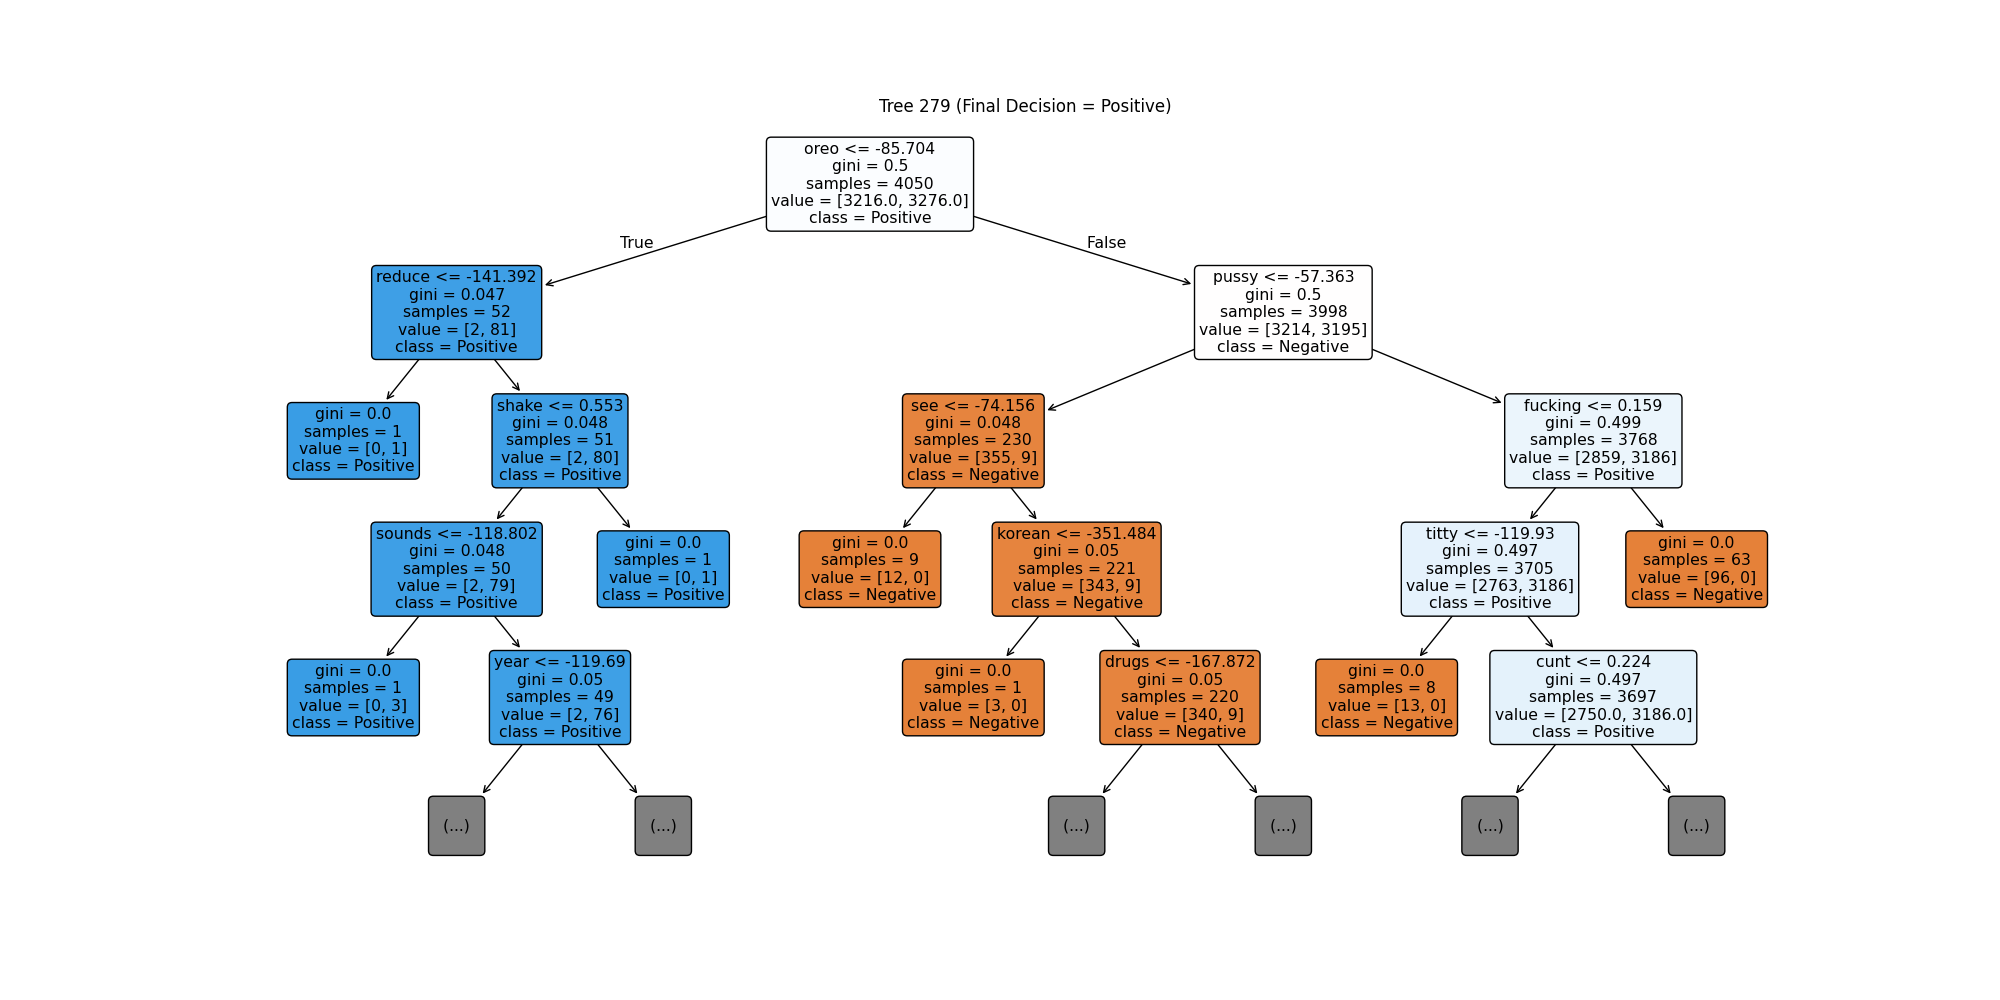 Tree 279 (Final Decision = Positive)
oreo <= -85.704
gini = 0.5
samples = 4050
value = [3216.0, 3276.0]
class = Positive
True
False
reduce <= -141.392
gini = 0.047
samples = 52
value = [2, 81]
class = Positive
pussy <= -57.363
gini = 0.5
samples = 3998
value = [3214, 3195]
class = Negative
gini = 0.0
samples = 1
value = [0, 1]
class = Positive
shake <= 0.553
gini = 0.048
samples = 51
value = [2, 80]
class = Positive
see <= -74.156
gini = 0.048
samples = 230
value = [355, 9]
class = Negative
fucking <= 0.159
gini = 0.499
samples = 3768
value = [2859, 3186]
class = Positive
sounds <= -118.802
gini = 0.048
samples = 50
value = [2, 79]
class = Positive
gini = 0.0
samples = 1
value = [0, 1]
class = Positive
gini = 0.0
samples = 9
value = [12, 0]
class = Negative
korean <= -351.484
gini = 0.05
samples = 221
value = [343, 9]
class = Negative
titty <= -119.93
gini = 0.497
samples = 3705
value = [2763, 3186]
class = Positive
gini = 0.0
samples = 63
value = [96, 0]
class = Negative
gini = 0.0
samples = 1
value = [0, 3]
class = Positive
year <= -119.69
gini = 0.05
samples = 49
value = [2, 76]
class = Positive
gini = 0.0
samples = 1
value = [3, 0]
class = Negative
drugs <= -167.872
gini = 0.05
samples = 220
value = [340, 9]
class = Negative
gini = 0.0
samples = 8
value = [13, 0]
class = Negative
cunt <= 0.224
gini = 0.497
samples = 3697
value = [2750.0, 3186.0]
class = Positive
(...)
(...)
(...)
(...)
(...)
(...)